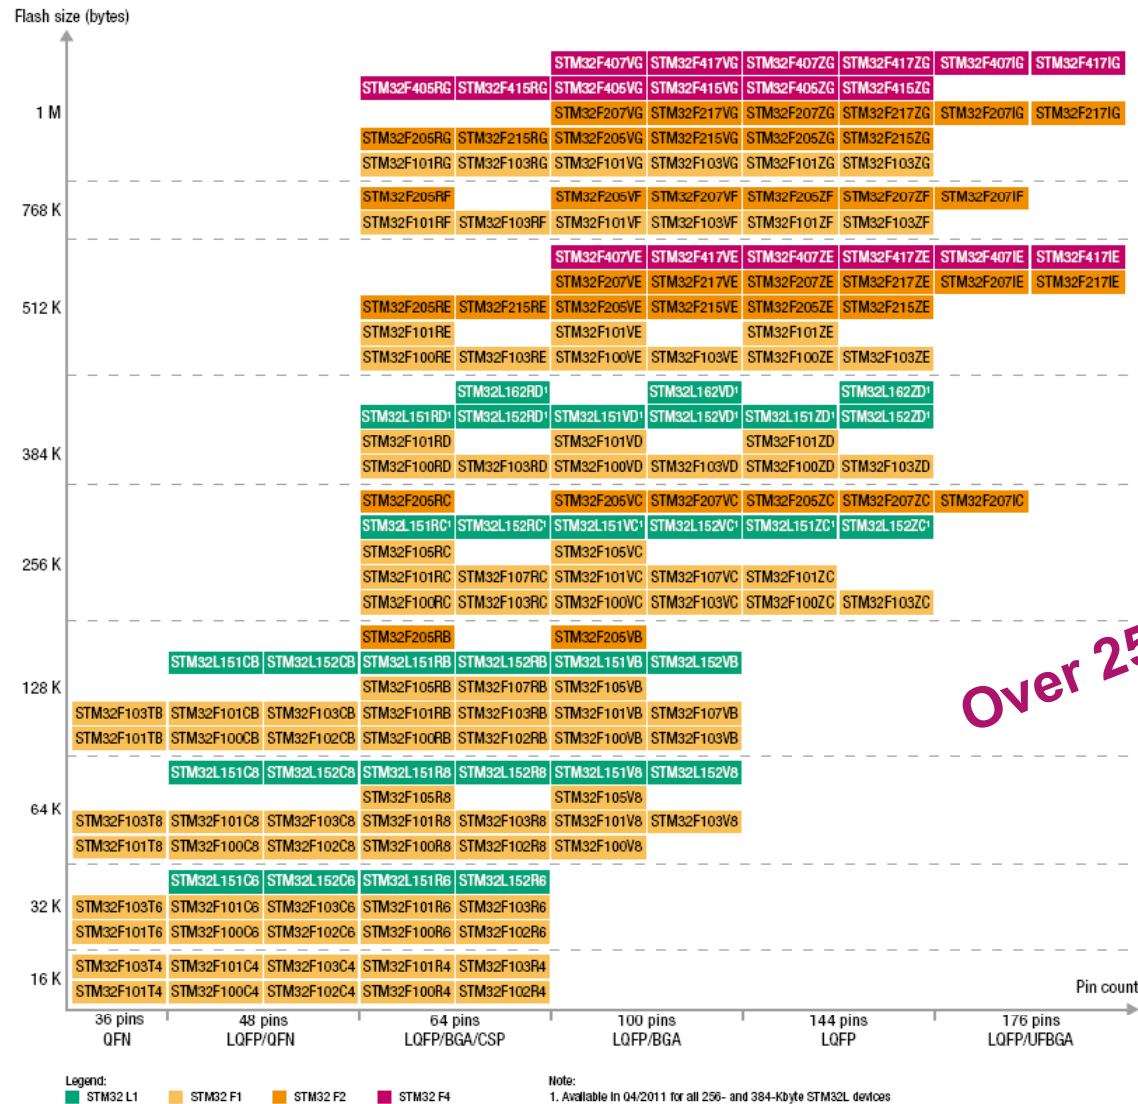 Flash size (bytes)
STM32F407VG STM32F417VG STM32F407ZG STM32F417ZG STM32F407IG STM32F417IG
STM32F405RG STM32F415RG STM32F405VG STM32F415VG STM32F405ZG STM32F415ZG
1 M STM32F207VG STM32F217VG STM32F207ZG STM32F217ZG STM32F207IG STM32F217IG
STM32F205RG STM32F215RG STM32F205VG STM32F215VG STM32F205ZG STM32F215ZG
STM32F101RG STM32F103RG STM32F101VG STM32F103VG STM32F101ZG STM32F103ZG
768 K STM32F205RF STM32F205VF STM32F207VF STM32F205ZF STM32F207ZF STM32F207IF
STM32F101RF STM32F103RF STM32F101VF STM32F103VF STM32F101ZF STM32F103ZF
STM32F407VE STM32F417VE STM32F407ZE STM32F417ZE STM32F407IE STM32F417IE
STM32F207VE STM32F217VE STM32F207ZE STM32F217ZE STM32F207IE STM32F217IE
512 K STM32F205RE STM32F215RE STM32F205VE STM32F215VE STM32F205ZE STM32F215ZE
STM32F101RE STM32F101VE STM32F101ZE
STM32F100RE STM32F103RE STM32F100VE STM32F103VE STM32F100ZE STM32F103ZE
STM32L162RD¹ STM32L162VD¹ STM32L162ZD¹
STM32L151RD¹ STM32L152RD¹ STM32L151VD¹ STM32L152VD¹ STM32L151ZD¹ STM32L152ZD¹
STM32F101RD STM32F101VD STM32F101ZD
384 K STM32F100RD STM32F103RD STM32F100VD STM32F103VD STM32F100ZD STM32F103ZD
STM32F205RC STM32F205VC STM32F207VC STM32F205ZC STM32F207ZC STM32F207IC
STM32L151RC¹ STM32L152RC¹ STM32L151VC¹ STM32L152VC¹ STM32L151ZC¹ STM32L152ZC¹
STM32F105RC STM32F105VC
256 K STM32F101RC STM32F107RC STM32F101VC STM32F107VC STM32F101ZC
STM32F100RC STM32F103RC STM32F100VC STM32F103VC STM32F100ZC STM32F103ZC
STM32F205RB STM32F205VB
STM32L151CB STM32L152CB STM32L151RB STM32L152RB STM32L151VB STM32L152VB
128 K STM32F105RB STM32F107RB STM32F105VB
Over 25
STM32F103TB STM32F101CB STM32F103CB STM32F101RB STM32F103RB STM32F101VB STM32F107VB
STM32F101TB STM32F100CB STM32F102CB STM32F100RB STM32F102RB STM32F100VB STM32F103VB
STM32L151C8 STM32L152C8 STM32L151R8 STM32L152R8 STM32L151V8 STM32L152V8
64 K STM32F105R8 STM32F105V8
STM32F103T8 STM32F101C8 STM32F103C8 STM32F101R8 STM32F103R8 STM32F101V8 STM32F103V8
STM32F101T8 STM32F100C8 STM32F102C8 STM32F100R8 STM32F102R8 STM32F100V8
STM32L151C6 STM32L152C6 STM32L151R6 STM32L152R6
32 K STM32F103T6 STM32F101C6 STM32F103C6 STM32F101R6 STM32F103R6
STM32F101T6 STM32F100C6 STM32F102C6 STM32F100R6 STM32F102R6
16 K STM32F103T4 STM32F101C4 STM32F103C4 STM32F101R4 STM32F103R4
STM32F101T4 STM32F100C4 STM32F102C4 STM32F100R4 STM32F102R4
Pin count
36 pins 48 pins 64 pins 100 pins 144 pins 176 pins
QFN LQFP/QFN LQFP/BGA/CSP LQFP/BGA LQFP LQFP/UFBGA
Legend: Note:
STM32 L1 STM32 F1 STM32 F2 STM32 F4 1. Available in Q4/2011 for all 256- and 384-Kbyte STM32L devices